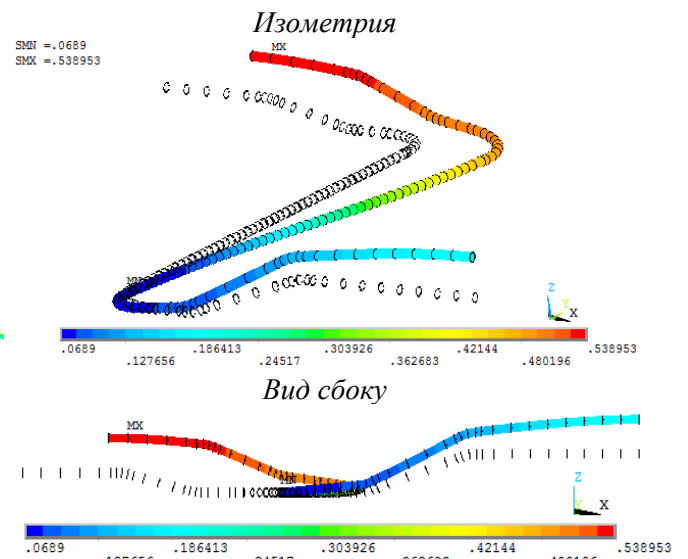 Изометрия
SMN =.0689
SMX =.538953
MX
MN
Z
Y
X
.0689 .186413 .303926 .42144 .538953
.127656 .24517 .362683 .480196
Вид сбоку
MX
MN
Z
Y X
.0689 .186413 .303926 .42144 .538953